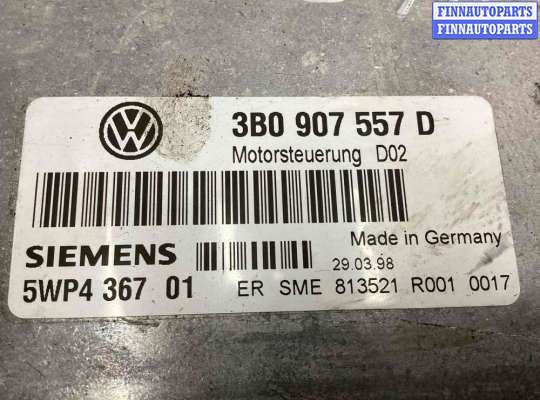 FINNAUTOPARTS
FINNAUTOPARTS
VW
3B0 907 557 D
Motorsteuerung D02
SIEMENS
Made in Germany
29.03.98
5WP4 367 01
ER SME 813521 R001 0017